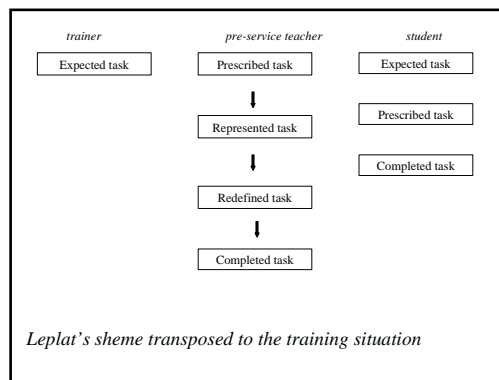 trainer pre-service teacher student
Expected task Prescribed task Expected task
Prescribed task
Represented task
Completed task
Redefined task
Completed task
Leplat's sheme transposed to the training situation